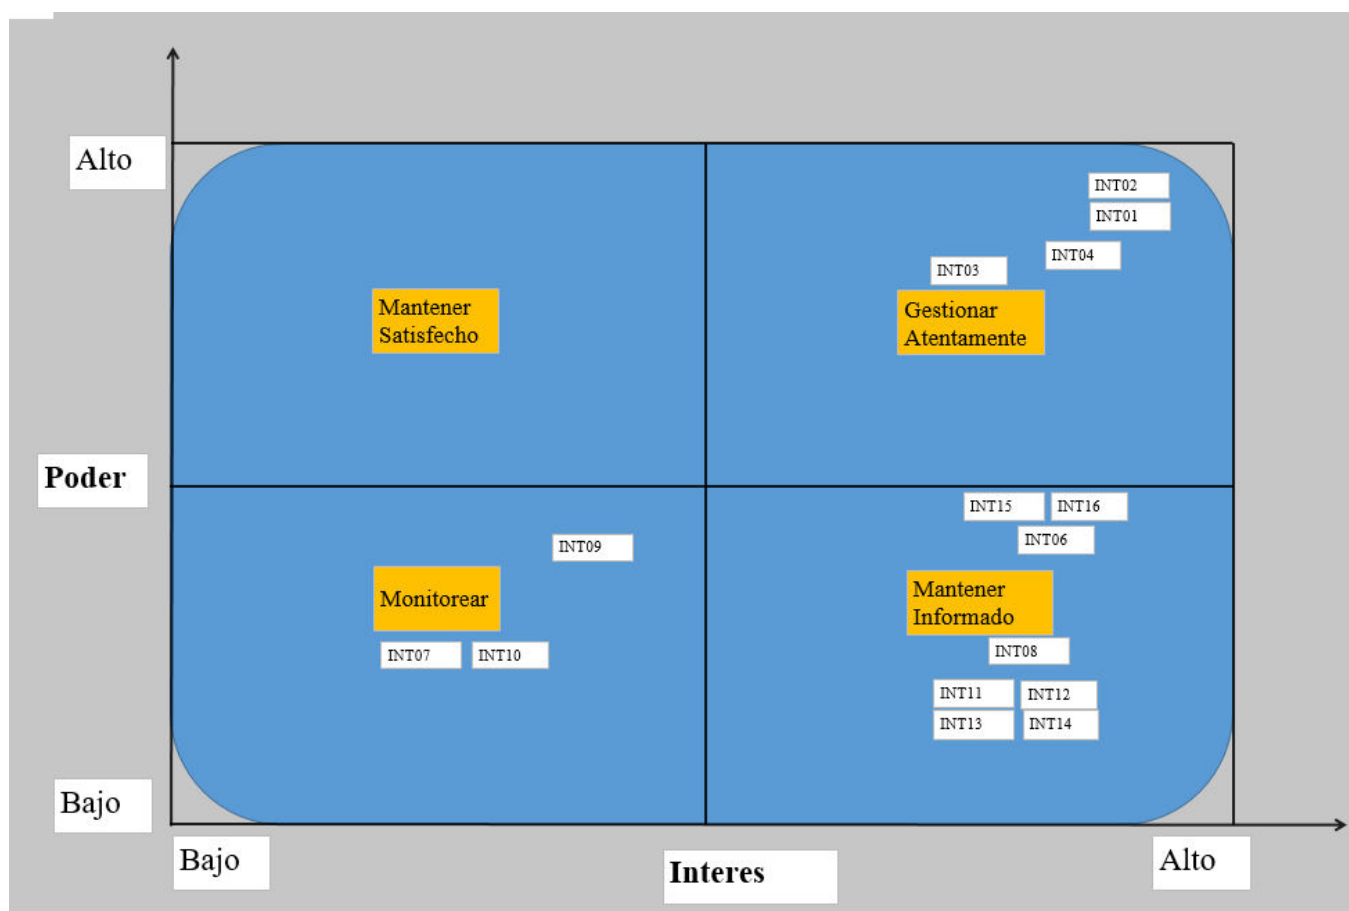 Alto
INT02
INT01
INT04
INT03
Mantener
Satisfecho
Gestionar
Atentamente
Poder
INT15
INT16
INT06
INT09
Monitorear
Mantener
Informado
INT07
INT10
INT08
INT11
INT12
INT13
INT14
Bajo
Bajo
Interes
Alto